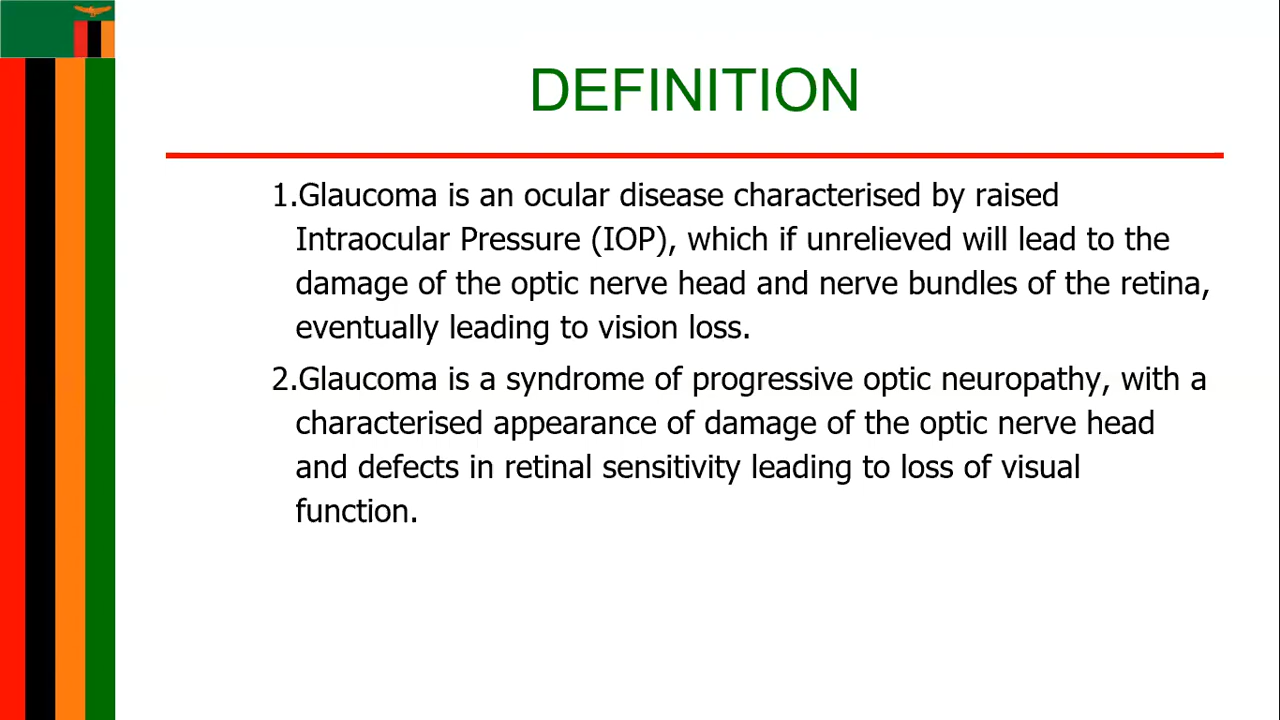 DEFINITION
1.Glaucoma is an ocular disease characterised by raised
Intraocular Pressure (IOP), which if unrelieved will lead to the
damage of the optic nerve head and nerve bundles of the retina,
eventually leading to vision loss.
2.Glaucoma is a syndrome of progressive optic neuropathy, with a
characterised appearance of damage of the optic nerve head
and defects in retinal sensitivity leading to loss of visual
function.